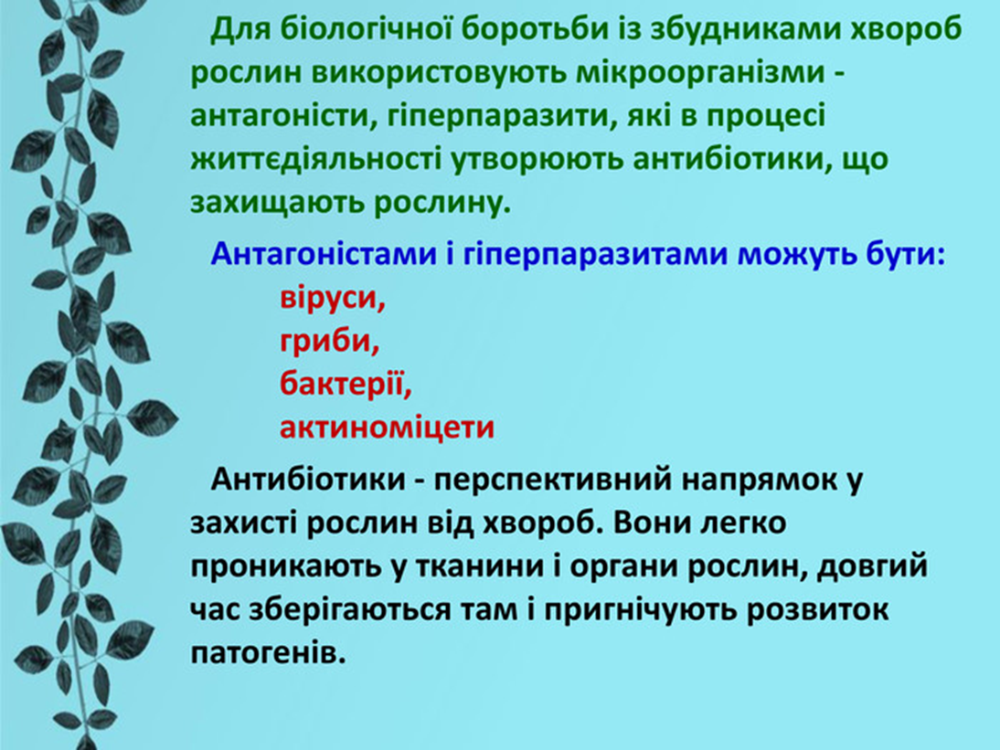 Для біологічної боротьби із збудниками хвороб
рослин використовують мікроорганізми -
антагоністи, гіперпаразити, які в процесі
життєдіяльності утворюють антибіотики, що
захищають рослину.
Антагоністами і гіперпаразитами можуть бути:
віруси,
гриби,
бактерії,
актиноміцети
Антибіотики - перспективний напрямок у
захисті рослин від хвороб. Вони легко
проникають у тканини і органи рослин, довгий
час зберігаються там і пригнічують розвиток
патогенів.